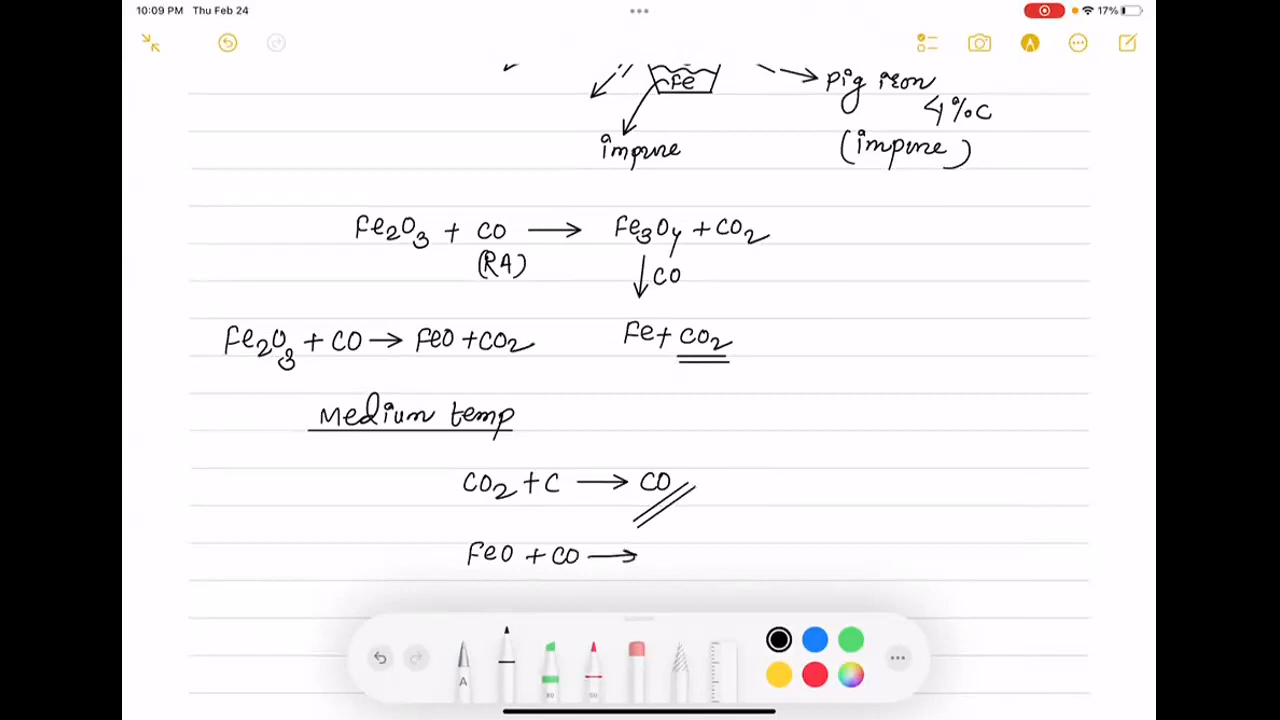 10:09 PM Thu Feb 24
17%
Fe
pig iron
4%C
impure
(impure)
Fe2O3 + CO → Fe3O4 + CO2
(RA)
↓ CO
Fe2O3 + CO → FeO + CO2
Fe + CO2
Medium temp
CO2 + C → CO
FeO + CO →
A